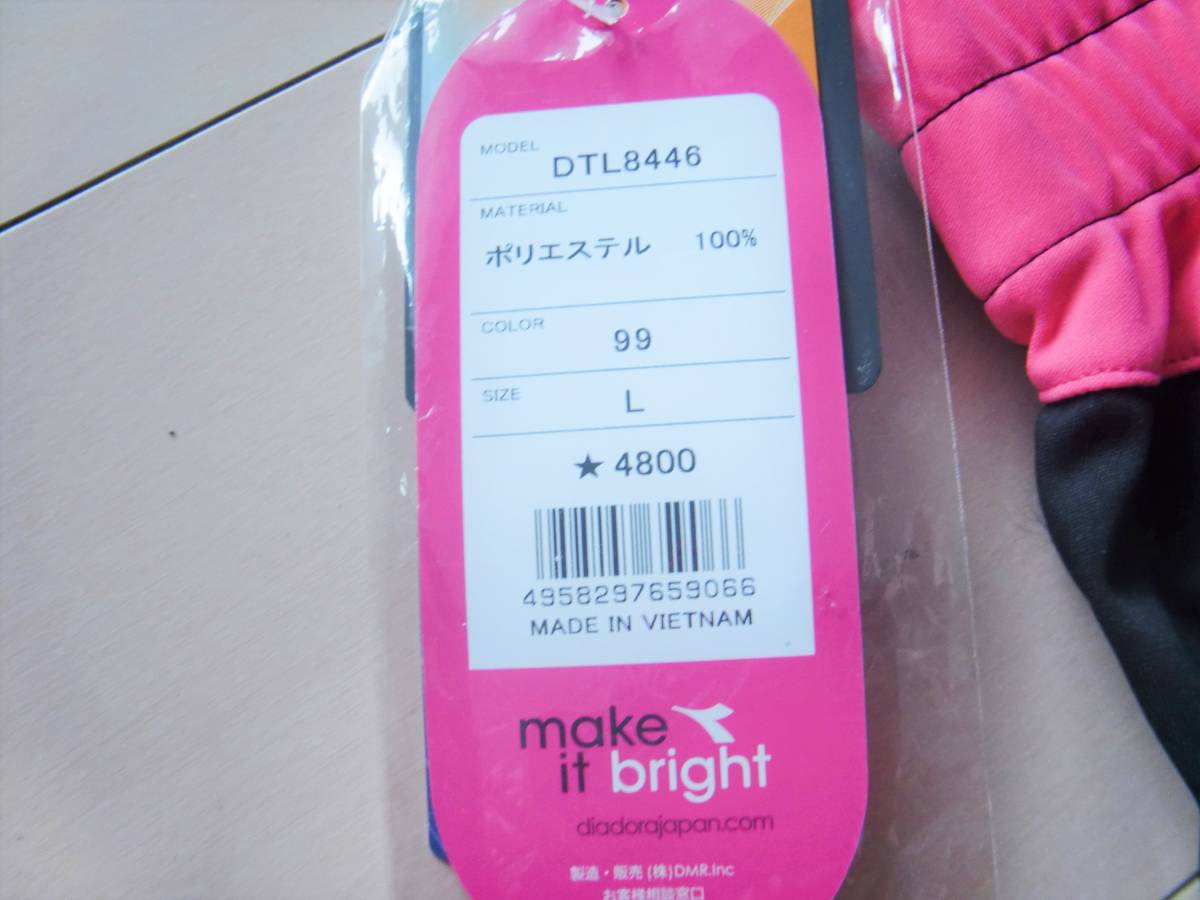 MODEL
DTL8446
MATERIAL
ポリエステル 100%
COLOR
99
SIZE
L
★4800
4958297659066
MADE IN VIETNAM
make
it bright
diadorajapan.com
製造・販売 (株)DMR.Inc
お客様相談窓口